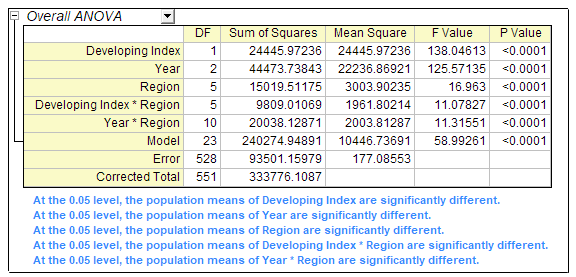 Overall ANOVA
DF Sum of Squares Mean Square F Value P Value
Developing Index 1 24445.97236 24445.97236 138.04613 <0.0001
Year 2 44473.73843 22236.86921 125.57135 <0.0001
Region 5 15019.51175 3003.90235 16.963 <0.0001
Developing Index * Region 5 9809.01069 1961.80214 11.07827 <0.0001
Year * Region 10 20038.12871 2003.81287 11.31551 <0.0001
Model 23 240274.94891 10446.73691 58.99261 <0.0001
Error 528 93501.15979 177.08553
Corrected Total 551 333776.1087
At the 0.05 level, the population means of Developing Index are significantly different.
At the 0.05 level, the population means of Year are significantly different.
At the 0.05 level, the population means of Region are significantly different.
At the 0.05 level, the population means of Developing Index * Region are significantly different.
At the 0.05 level, the population means of Year * Region are significantly different.